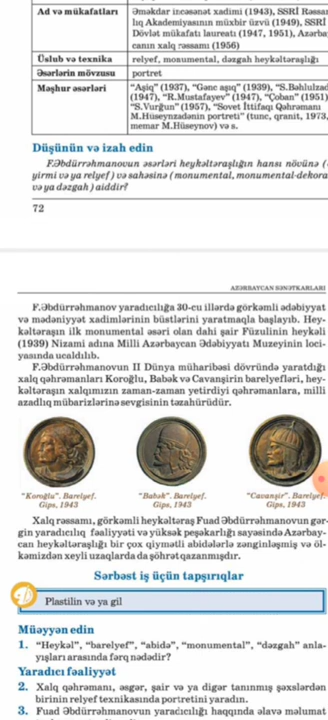 Ad və mükafatları
Əməkdar incəsənət xadimi (1943), SSRİ Rəssam
lıq Akademiyasının müxbir üzvü (1949), SSRİ
Dövlət mükafatı laureatı (1947, 1951), Azərba
canın xalq rəssamı (1956)
Üslub və texnika
relyef, monumental, dəzgah heykəltəraşlığı
Əsərlərin mövzusu
portret
Məşhur əsərləri
"Aşiq" (1937), "Gənc aşıq" (1939), "S.Bəhlulzad
(1947), "R.Mustafayev" (1947), "Çoban" (1951)
"S.Vurğun" (1957), "Sovet İttifaqı Qəhrəmanı
M.Hüseynzadənin portreti" (tunc, qranit, 1973,
memar M.Hüseynov) və s.
Düşünün və izah edin
F.Əbdürrəhmanovun əsərləri heykəltəraşlığın hansı növünə (
yirmi və ya relyef) və sahəsinə (monumental, monumental-dekora
və ya dəzgah) aiddir?
72
AZƏRBAYCAN SƏNƏTKARLARI
F.Əbdürrəhmanov yaradıcılığa 30-cu illərdə görkəmli ədəbiyyat
və mədəniyyət xadimlərinin büstlərini yaratmaqla başlayıb. Hey-
kəltəraşın ilk monumental əsəri olan dahi şair Füzulinin heykəli
(1939) Nizami adına Milli Azərbaycan Ədəbiyyatı Muzeyinin loci-
yasında ucaldılıb.
F.Əbdürrəhmanovun II Dünya müharibəsi dövründə yaratdığı
xalq qəhrəmanları Koroğlu, Babək və Cavanşirin barelyefləri, hey-
kəltəraşın xalqımızın zaman-zaman yetirdiyi qəhrəmanlara, milli
azadlıq mübarizlərinə sevgisinin təzahürüdür.
"Koroğlu". Barelyef.
Gips, 1943
"Babək". Barelyef.
Gips, 1943
"Cavanşir". Barelyef.
Gips, 1943
Xalq rəssamı, görkəmli heykəltəraş Fuad Əbdürrəhmanovun gər-
gin yaradıcılıq fəaliyyəti və yüksək peşəkarlığı sayəsində Azərbay-
can heykəltəraşlığı bir çox qiymətli abidələrlə zənginləşmiş və öl-
kəmizdən xeyli uzaqlarda da şöhrət qazanmışdır.
Sərbəst iş üçün tapşırıqlar
Plastilin və ya gil
Müəyyən edin
1. "Heykəl", "barelyef", "abidə", "monumental", "dəzgah" anla-
yışları arasında fərq nədədir?
Yaradıcı fəaliyyət
2. Xalq qəhrəmanı, əsgər, şair və ya digər tanınmış şəxslərdən
birinin relyef texnikasında portretini yaradın.
3. Fuad Əbdürrəhmanovun yaradıcılığı haqqında əlavə məlumat